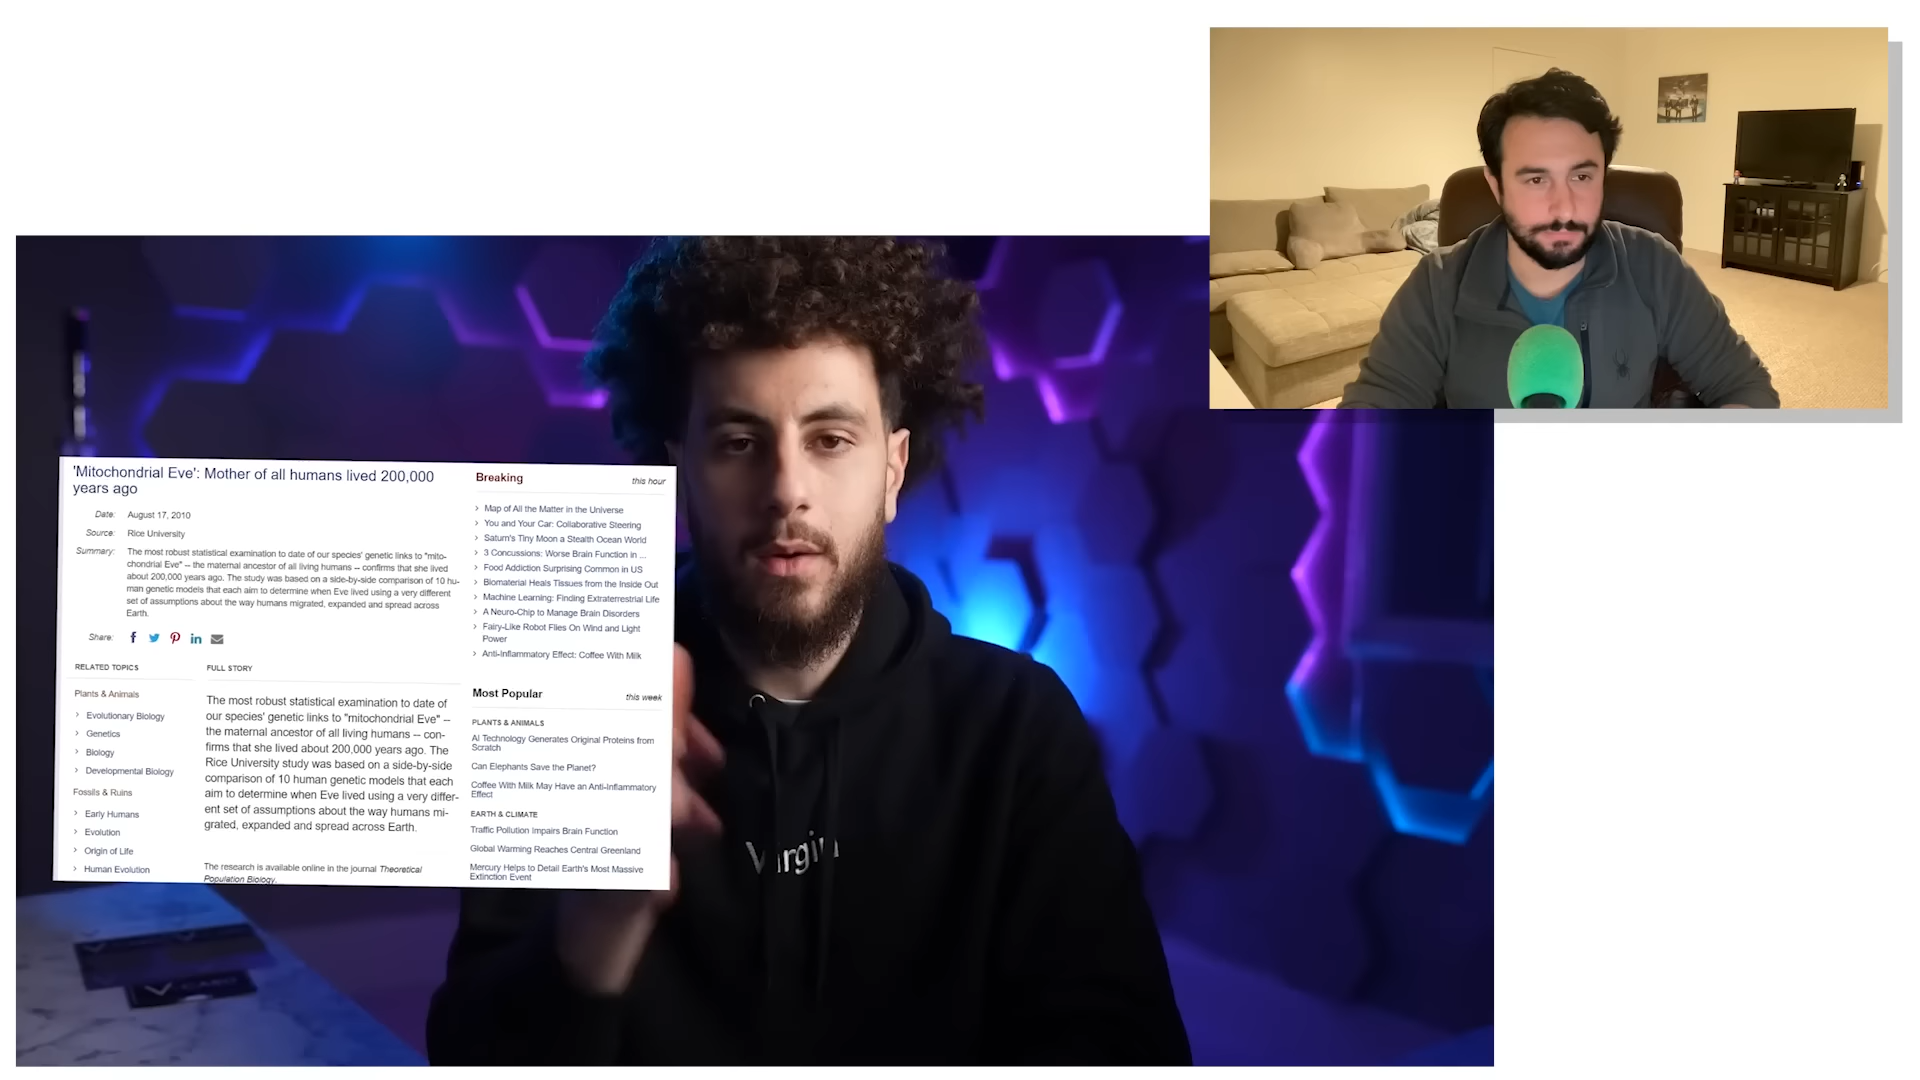 'Mitochondrial Eve': Mother of all humans lived 200,000
years ago
Date: August 17, 2010
Source: Rice University
Summary: The most robust statistical examination to date of our species' genetic links to "mito-
chondrial Eve" -- the maternal ancestor of all living humans -- confirms that she lived
about 200,000 years ago. The study was based on a side-by-side comparison of 10 hu-
man genetic models that each aim to determine when Eve lived using a very different
set of assumptions about the way humans migrated, expanded and spread across
Earth.
Share:
RELATED TOPICS
Plants & Animals
Evolutionary Biology
Genetics
Biology
Developmental Biology
Fossils & Ruins
Early Humans
Evolution
Origin of Life
Human Evolution
FULL STORY
The most robust statistical examination to date of
our species' genetic links to "mitochondrial Eve" --
the maternal ancestor of all living humans -- con-
firms that she lived about 200,000 years ago. The
Rice University study was based on a side-by-side
comparison of 10 human genetic models that each
aim to determine when Eve lived using a very differ-
ent set of assumptions about the way humans mi-
grated, expanded and spread across Earth.
The research is available online in the journal Theoretical
Population Biology.
Breaking
this hour
Map of All the Matter in the Universe
You and Your Car: Collaborative Steering
Saturn's Tiny Moon a Stealth Ocean World
3 Concussions: Worse Brain Function in ...
Food Addiction Surprising Common in US
Biomaterial Heals Tissues from the Inside Out
Machine Learning: Finding Extraterrestrial Life
A Neuro-Chip to Manage Brain Disorders
Fairy-Like Robot Flies On Wind and Light
Power
Anti-Inflammatory Effect: Coffee With Milk
Most Popular
this week
PLANTS & ANIMALS
AI Technology Generates Original Proteins from
Scratch
Can Elephants Save the Planet?
Coffee With Milk May Have an Anti-Inflammatory
Effect
EARTH & CLIMATE
Traffic Pollution Impairs Brain Function
Global Warming Reaches Central Greenland
Mercury Helps to Detail Earth's Most Massive
Extinction Event
Virgin